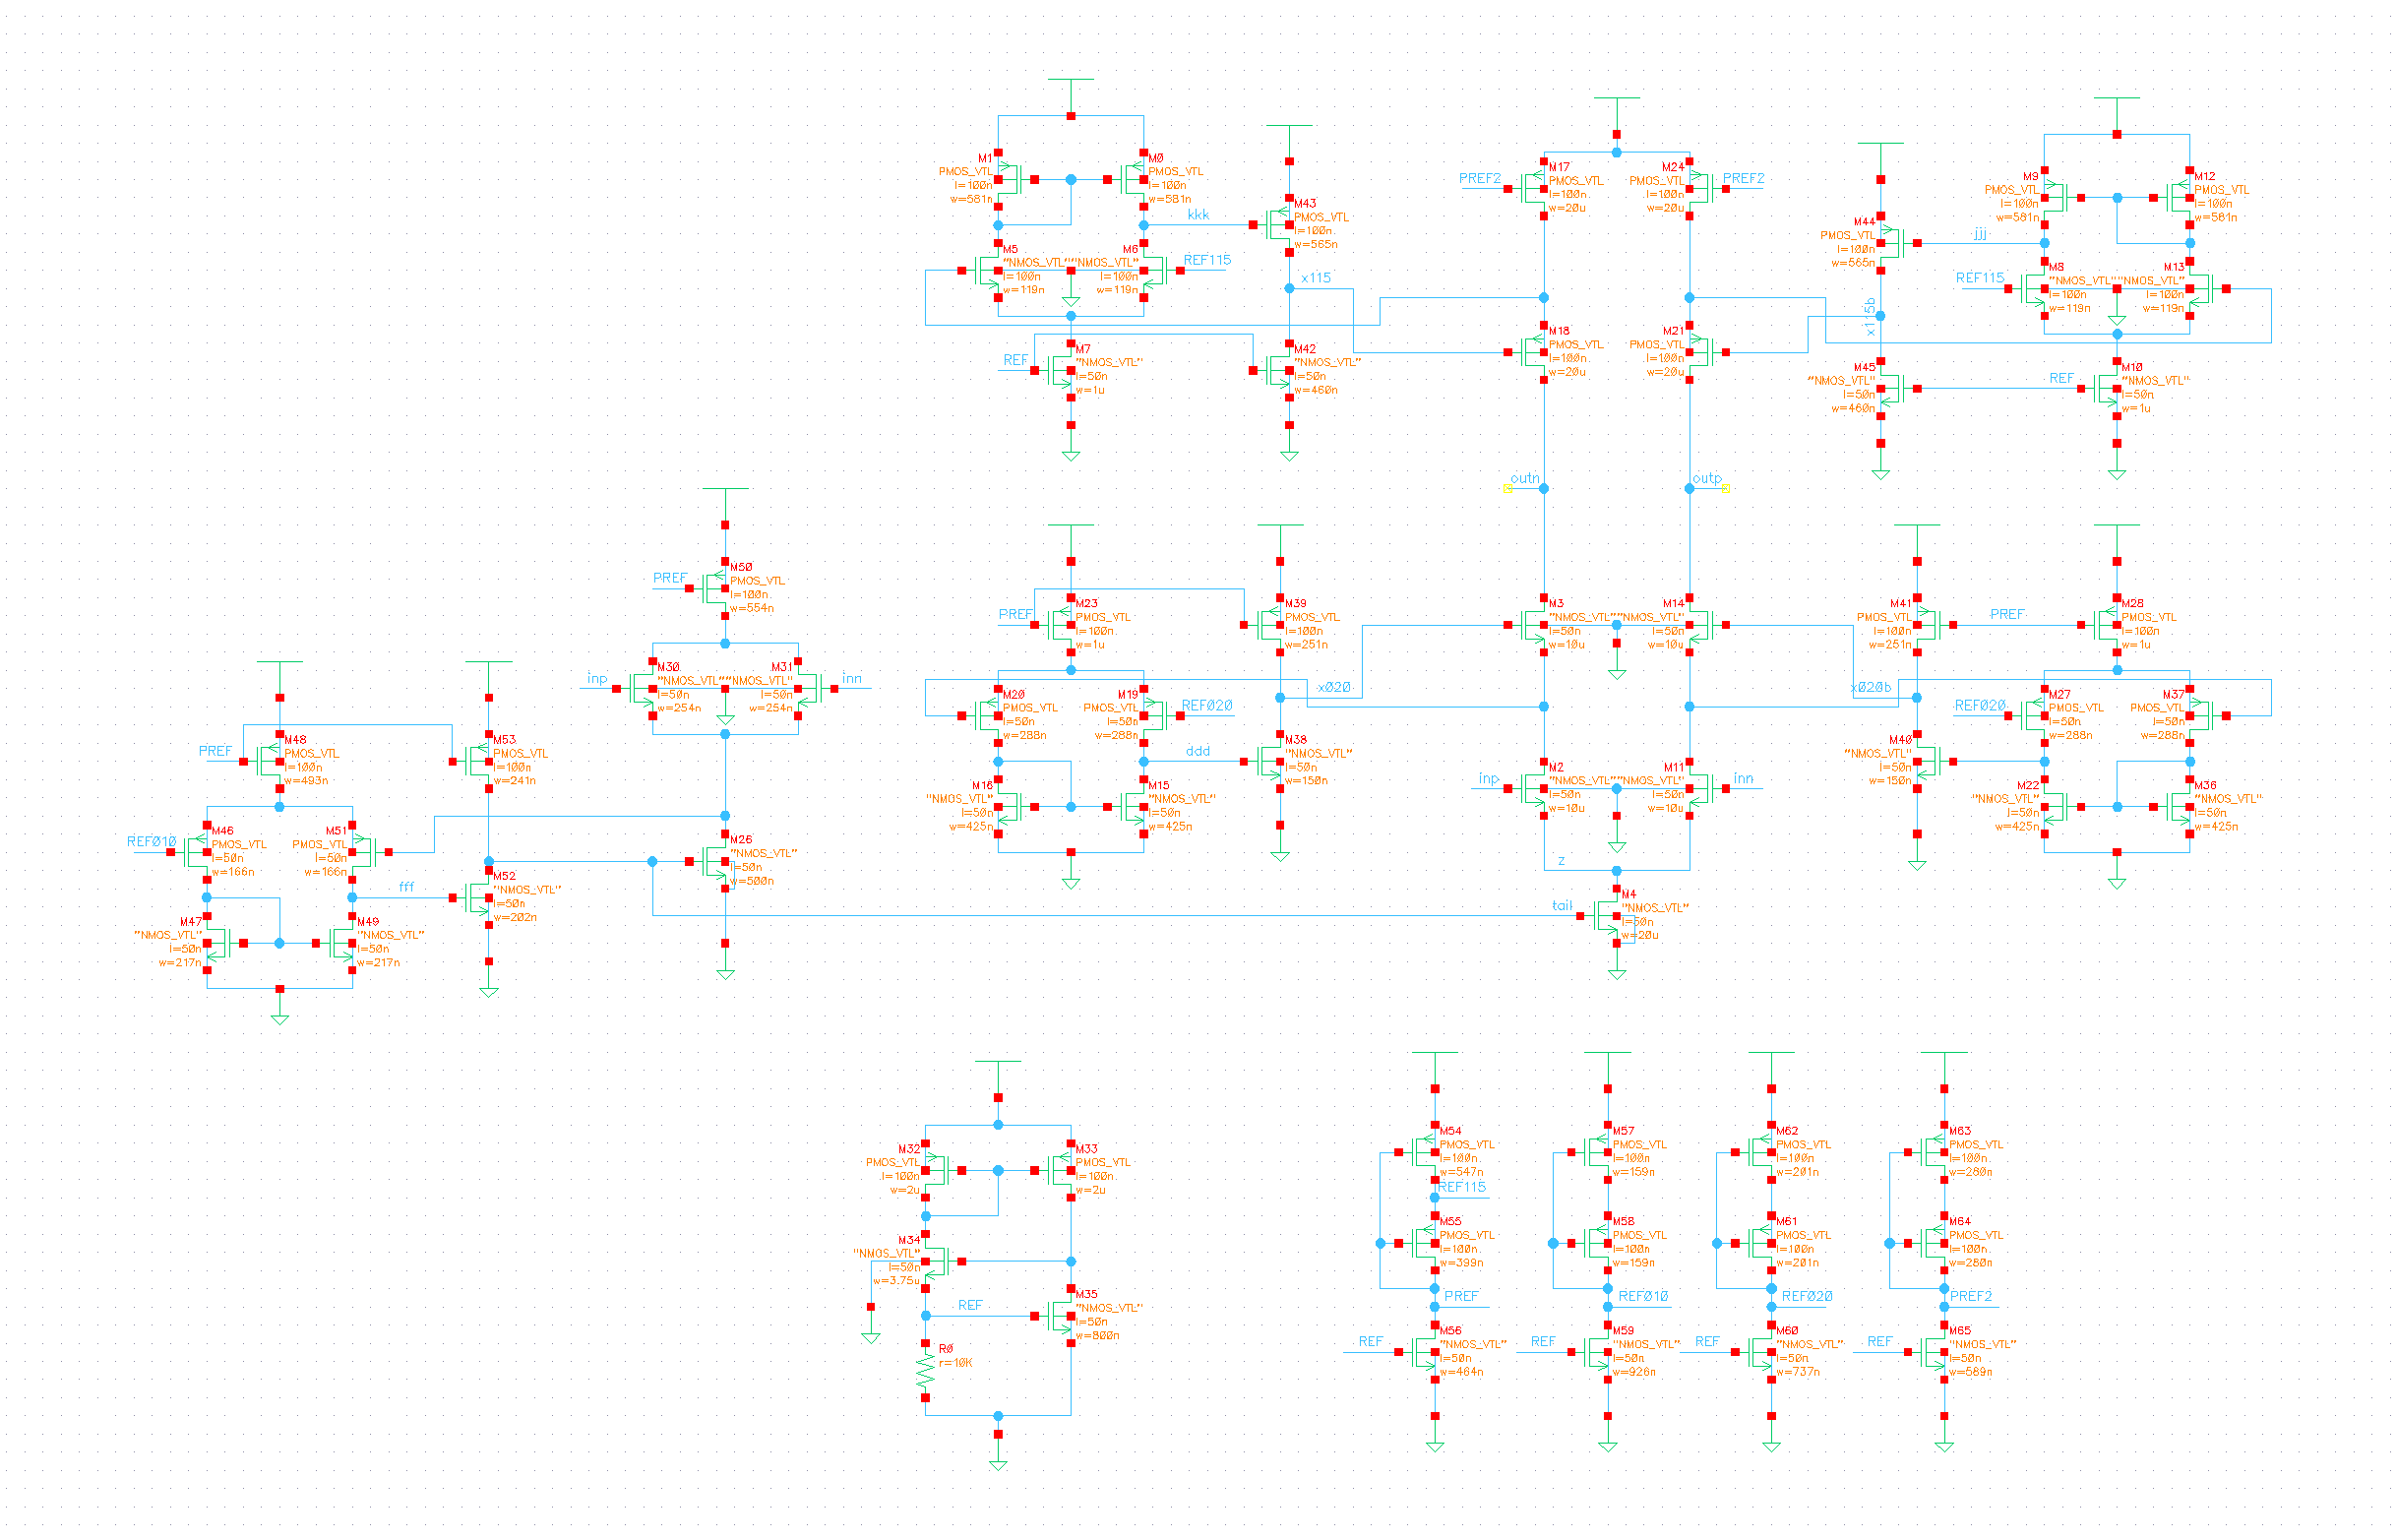 M1
PMOS_VTL
l=100n
w=581n
M0
PMOS_VTL
l=100n
w=581n
kkk
M43
PMOS_VTL
l=100n
w=565n
M5
"NMOS_VTL"
l=100n
w=119n
M6
"NMOS_VTL"
l=100n
w=119n
REF115
x115
REF
M7
"NMOS_VTL"
l=50n
w=1u
M42
"NMOS_VTL"
l=50n
w=460n
PREF2
M17
PMOS_VTL
l=100n
w=20u
M24
PMOS_VTL
l=100n
w=20u
PREF2
M18
PMOS_VTL
l=100n
w=20u
M21
PMOS_VTL
l=100n
w=20u
outn
outp
M44
PMOS_VTL
l=100n
w=565n
jjj
M9
PMOS_VTL
l=100n
w=581n
M12
PMOS_VTL
l=100n
w=581n
REF115
M8
"NMOS_VTL"
l=100n
w=119n
M13
"NMOS_VTL"
l=100n
w=119n
x115b
M45
"NMOS_VTL"
l=50n
w=460n
REF
M10
"NMOS_VTL"
l=50n
w=1u
PREF
M50
PMOS_VTL
l=100n
w=554n
inp
M30
"NMOS_VTL"
l=50n
w=254n
M31
"NMOS_VTL"
l=50n
w=254n
inn
PREF
M48
PMOS_VTL
l=100n
w=493n
M53
PMOS_VTL
l=100n
w=241n
REF010
M46
PMOS_VTL
l=50n
w=166n
M51
PMOS_VTL
l=50n
w=166n
fff
M52
"NMOS_VTL"
l=50n
w=202n
M26
"NMOS_VTL"
l=50n
w=500n
M47
"NMOS_VTL"
l=50n
w=217n
M49
"NMOS_VTL"
l=50n
w=217n
PREF
M23
PMOS_VTL
l=100n
w=1u
M39
PMOS_VTL
l=100n
w=251n
M20
PMOS_VTL
l=50n
w=288n
M19
PMOS_VTL
l=50n
w=288n
REF020
x020
ddd
M38
"NMOS_VTL"
l=50n
w=150n
M16
"NMOS_VTL"
l=50n
w=425n
M15
"NMOS_VTL"
l=50n
w=425n
M3
"NMOS_VTL"
l=50n
w=10u
M14
"NMOS_VTL"
l=50n
w=10u
inp
M2
"NMOS_VTL"
l=50n
w=10u
M11
"NMOS_VTL"
l=50n
w=10u
inn
z
tail
M4
"NMOS_VTL"
l=50n
w=20u
M41
PMOS_VTL
l=100n
w=251n
PREF
M28
PMOS_VTL
l=100n
w=1u
x020b
REF020
M27
PMOS_VTL
l=50n
w=288n
M37
PMOS_VTL
l=50n
w=288n
M40
"NMOS_VTL"
l=50n
w=150n
M22
"NMOS_VTL"
l=50n
w=425n
M36
"NMOS_VTL"
l=50n
w=425n
M32
PMOS_VTL
l=100n
w=2u
M33
PMOS_VTL
l=100n
w=2u
M34
"NMOS_VTL"
l=50n
w=3.75u
REF
M35
"NMOS_VTL"
l=50n
w=800n
R0
r=10K
M54
PMOS_VTL
l=100n
w=547n
REF115
M55
PMOS_VTL
l=100n
w=399n
PREF
REF
M56
"NMOS_VTL"
l=50n
w=464n
M57
PMOS_VTL
l=100n
w=159n
M58
PMOS_VTL
l=100n
w=159n
REF010
REF
M59
"NMOS_VTL"
l=50n
w=926n
M62
PMOS_VTL
l=100n
w=201n
M61
PMOS_VTL
l=100n
w=201n
REF020
REF
M60
"NMOS_VTL"
l=50n
w=737n
M63
PMOS_VTL
l=100n
w=280n
M64
PMOS_VTL
l=100n
w=280n
PREF2
REF
M65
"NMOS_VTL"
l=50n
w=589n